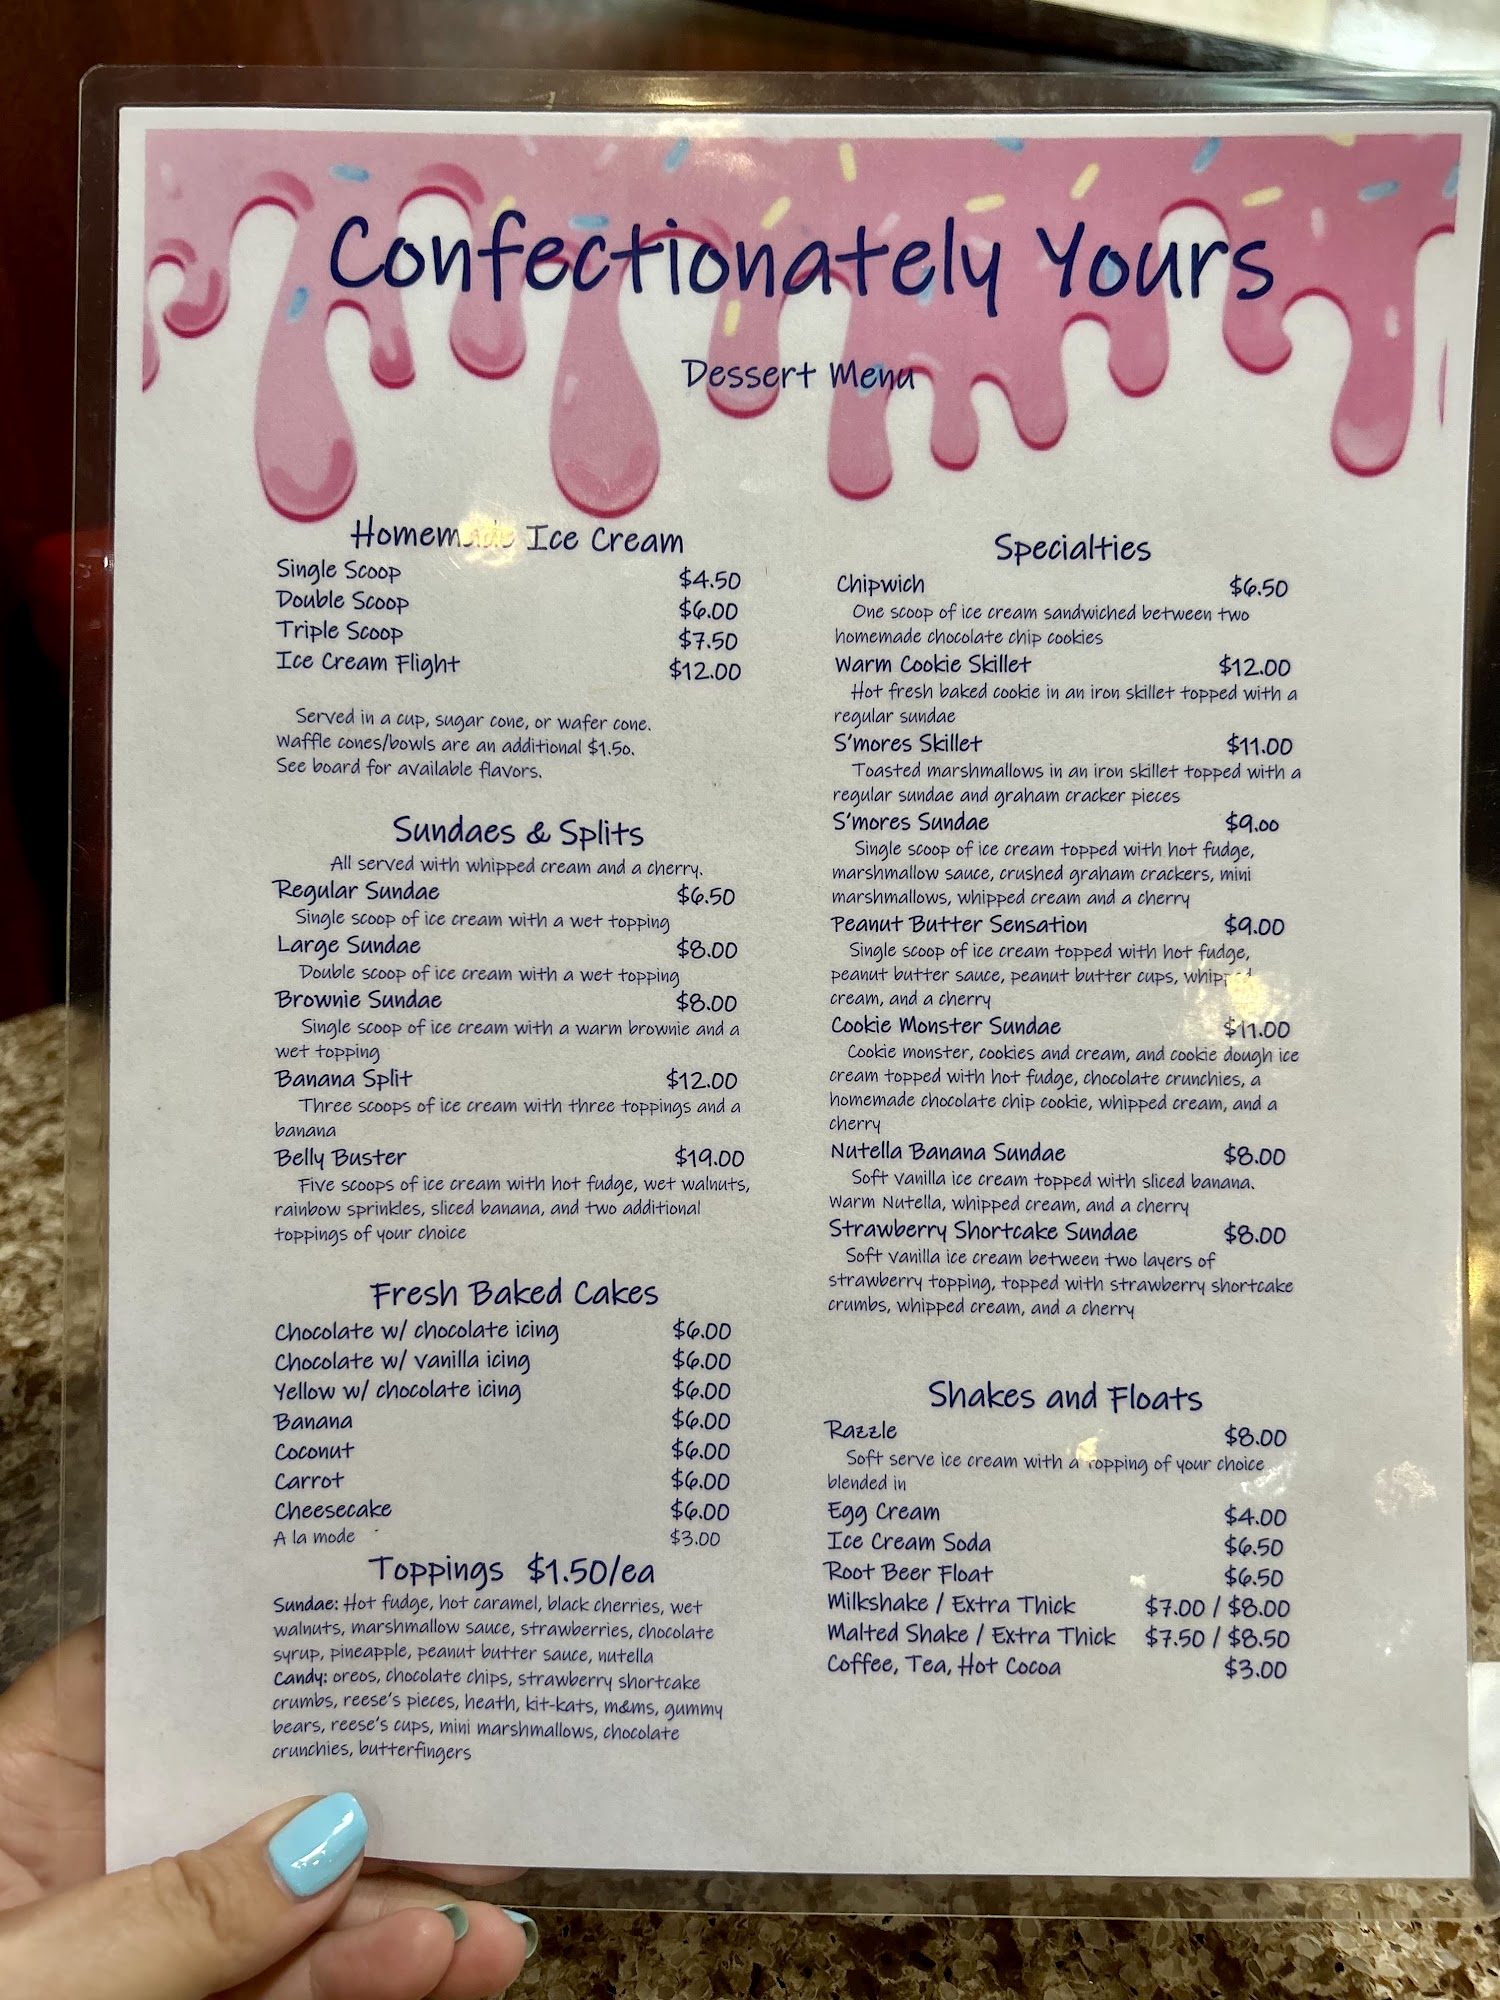 Confectionately Yours
Dessert Menu
Homemade Ice Cream
Single Scoop $4.50
Double Scoop $6.00
Triple Scoop $7.50
Ice Cream Flight $12.00
Served in a cup, sugar cone, or wafer cone.
Waffle cones/bowls are an additional $1.50.
See board for available flavors.
Sundaes & Splits
All served with whipped cream and a cherry.
Regular Sundae $6.50
Single scoop of ice cream with a wet topping
Large Sundae $8.00
Double scoop of ice cream with a wet topping
Brownie Sundae $8.00
Single scoop of ice cream with a warm brownie and a
wet topping
Banana Split $12.00
Three scoops of ice cream with three toppings and a
banana
Belly Buster $19.00
Five scoops of ice cream with hot fudge, wet walnuts,
rainbow sprinkles, sliced banana, and two additional
toppings of your choice
Fresh Baked Cakes
Chocolate w/ chocolate icing $6.00
Chocolate w/ vanilla icing $6.00
Yellow w/ chocolate icing $6.00
Banana $6.00
Coconut $6.00
Carrot $6.00
Cheesecake $6.00
A la mode $3.00
Toppings $1.50/ea
Sundae: Hot fudge, hot caramel, black cherries, wet
walnuts, marshmallow sauce, strawberries, chocolate
syrup, pineapple, peanut butter sauce, nutella
Candy: oreos, chocolate chips, strawberry shortcake
crumbs, reese's pieces, heath, kit-kats, m&ms, gummy
bears, reese's cups, mini marshmallows, chocolate
crunchies, butterfingers
Specialties
Chipwich $6.50
One scoop of ice cream sandwiched between two
homemade chocolate chip cookies
Warm Cookie Skillet $12.00
Hot fresh baked cookie in an iron skillet topped with a
regular sundae
S'mores Skillet $11.00
Toasted marshmallows in an iron skillet topped with a
regular sundae and graham cracker pieces
S'mores Sundae $9.00
Single scoop of ice cream topped with hot fudge,
marshmallow sauce, crushed graham crackers, mini
marshmallows, whipped cream and a cherry
Peanut Butter Sensation $9.00
Single scoop of ice cream topped with hot fudge,
peanut butter sauce, peanut butter cups, whipped
cream, and a cherry
Cookie Monster Sundae $11.00
Cookie monster, cookies and cream, and cookie dough ice
cream topped with hot fudge, chocolate crunchies, a
homemade chocolate chip cookie, whipped cream, and a
cherry
Nutella Banana Sundae $8.00
Soft vanilla ice cream topped with sliced banana.
Warm Nutella, whipped cream, and a cherry
Strawberry Shortcake Sundae $8.00
Soft vanilla ice cream between two layers of
strawberry topping, topped with strawberry shortcake
crumbs, whipped cream, and a cherry
Shakes and Floats
Razzle $8.00
Soft serve ice cream with a topping of your choice
blended in
Egg Cream $4.00
Ice Cream Soda $6.50
Root Beer Float $6.50
Milkshake / Extra Thick $7.00 / $8.00
Malted Shake / Extra Thick $7.50 / $8.50
Coffee, Tea, Hot Cocoa $3.00